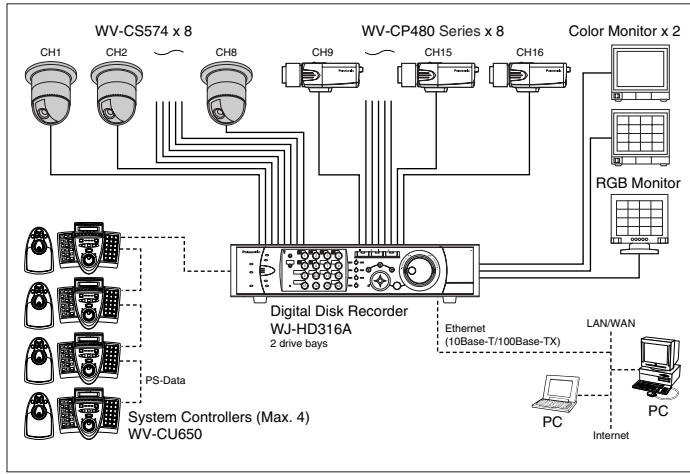 WV-CS574 x 8
WV-CP480 Series x 8
Color Monitor x 2
CH1
CH2
CH8
CH9
CH15
CH16
RGB Monitor
Panasonic
Digital Disk Recorder
WJ-HD316A
2 drive bays
Ethernet
(10Base-T/100Base-TX)
LAN/WAN
PS-Data
System Controllers (Max. 4)
WV-CU650
PC
PC
Internet